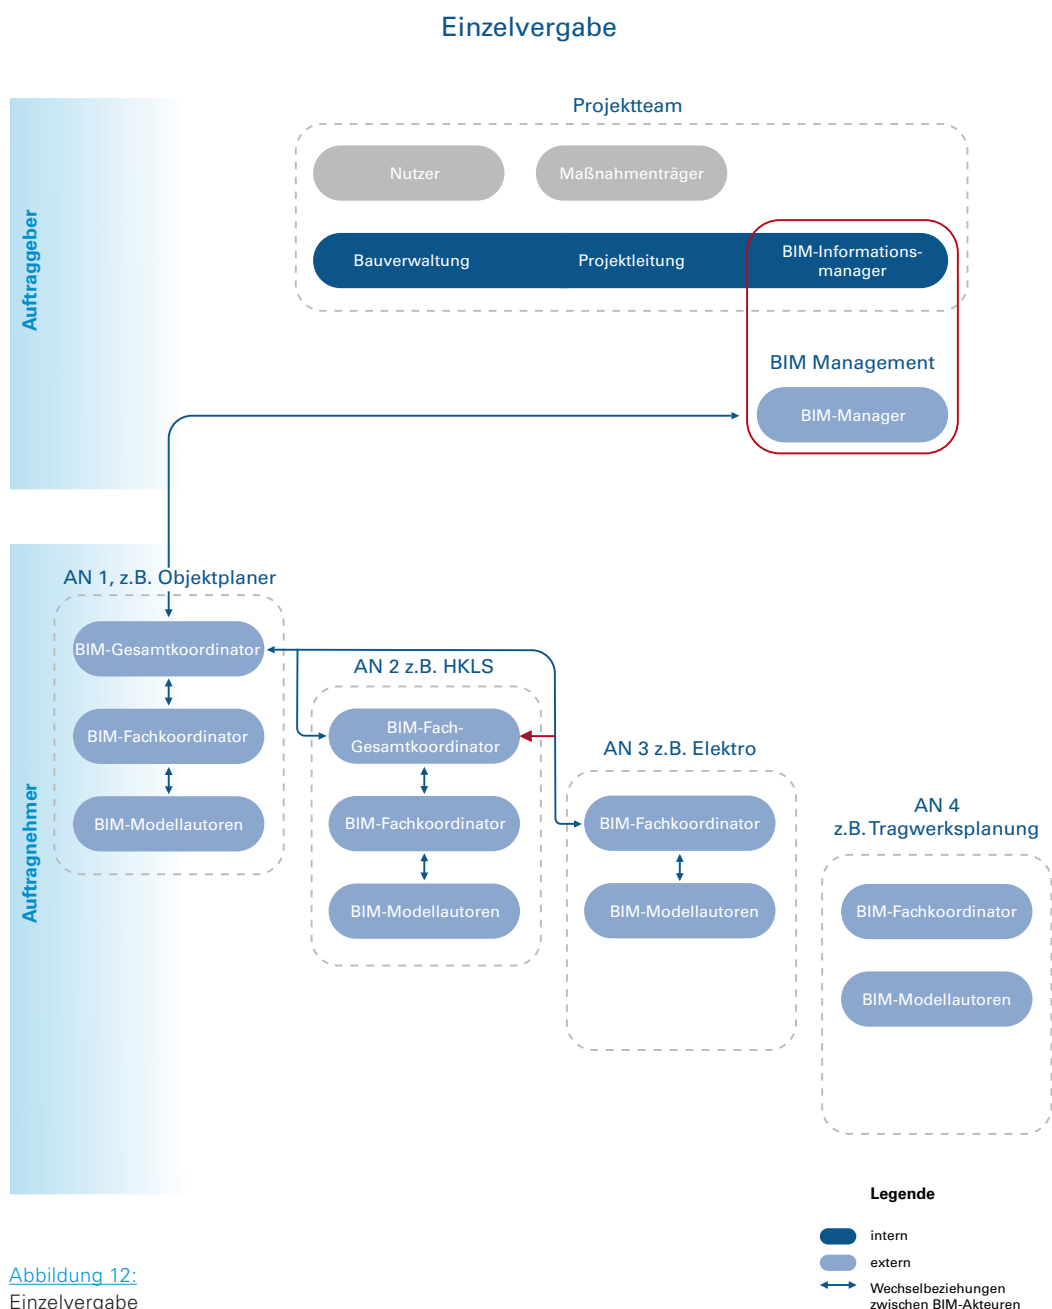 Einzelvergabe
Projektteam
Nutzer
Maßnahmenträger
Auftraggeber
Bauverwaltung
Projektleitung
BIM-Informations-
manager
BIM Management
BIM-Manager
AN 1, z.B. Objektplaner
BIM-Gesamtkoordinator
BIM-Fachkoordinator
BIM-Modellautoren
Auftragnehmer
AN 2 z.B. HKLS
BIM-Fach-
Gesamtkoordinator
BIM-Fachkoordinator
BIM-Modellautoren
AN 3 z.B. Elektro
BIM-Fachkoordinator
BIM-Modellautoren
AN 4
z.B. Tragwerksplanung
BIM-Fachkoordinator
BIM-Modellautoren
Legende
intern
extern
Wechselbeziehungen
zwischen BIM-Akteuren
Abbildung 12:
Einzelvergabe